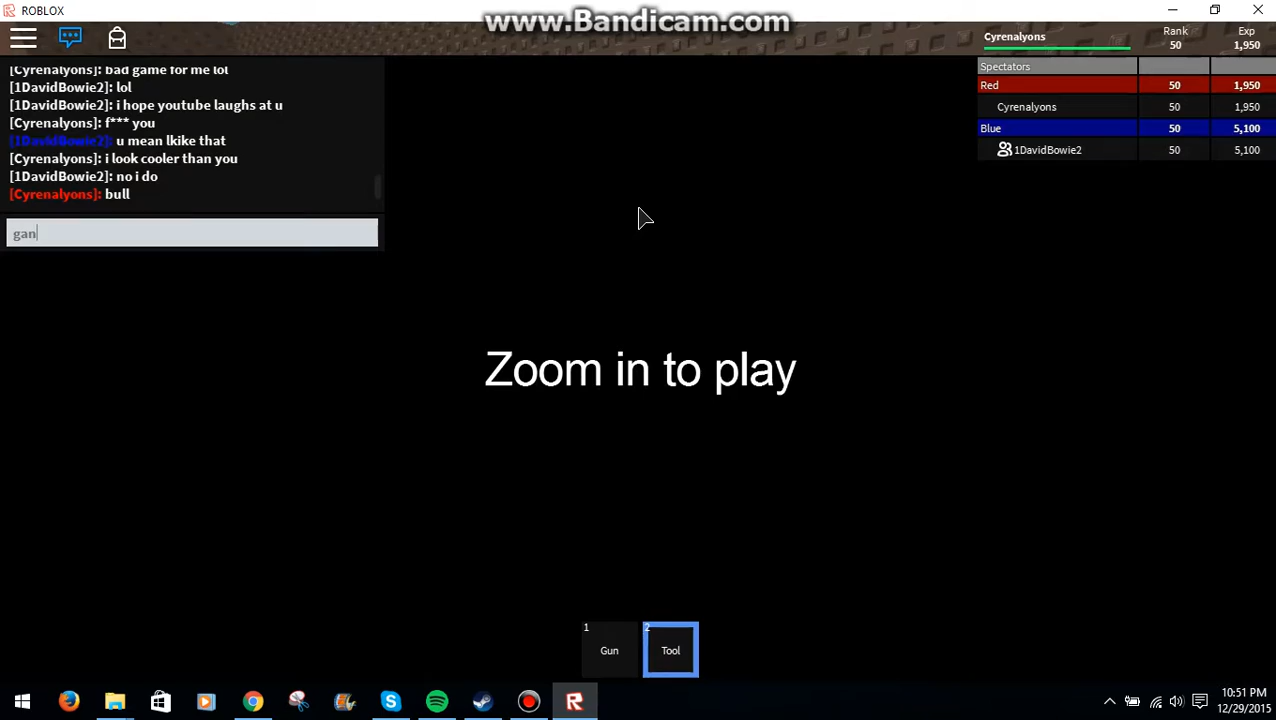 ROBLOX
www.Bandicam.com
Cyrenalyons Rank Exp
50 1,950
[Cyrenalyons]: bad game for me lol
[1DavidBowie2]: lol
[1DavidBowie2]: i hope youtube laughs at u
[Cyrenalyons]: f*** you
[1DavidBowie2]: u mean lkike that
[Cyrenalyons]: i look cooler than you
[1DavidBowie2]: no i do
[Cyrenalyons]: bull
gan
Spectators
Red 50 1,950
Cyrenalyons 50 1,950
Blue 50 5,100
1DavidBowie2 50 5,100
Zoom in to play
1
Gun
2
Tool
10:51 PM
12/29/2015